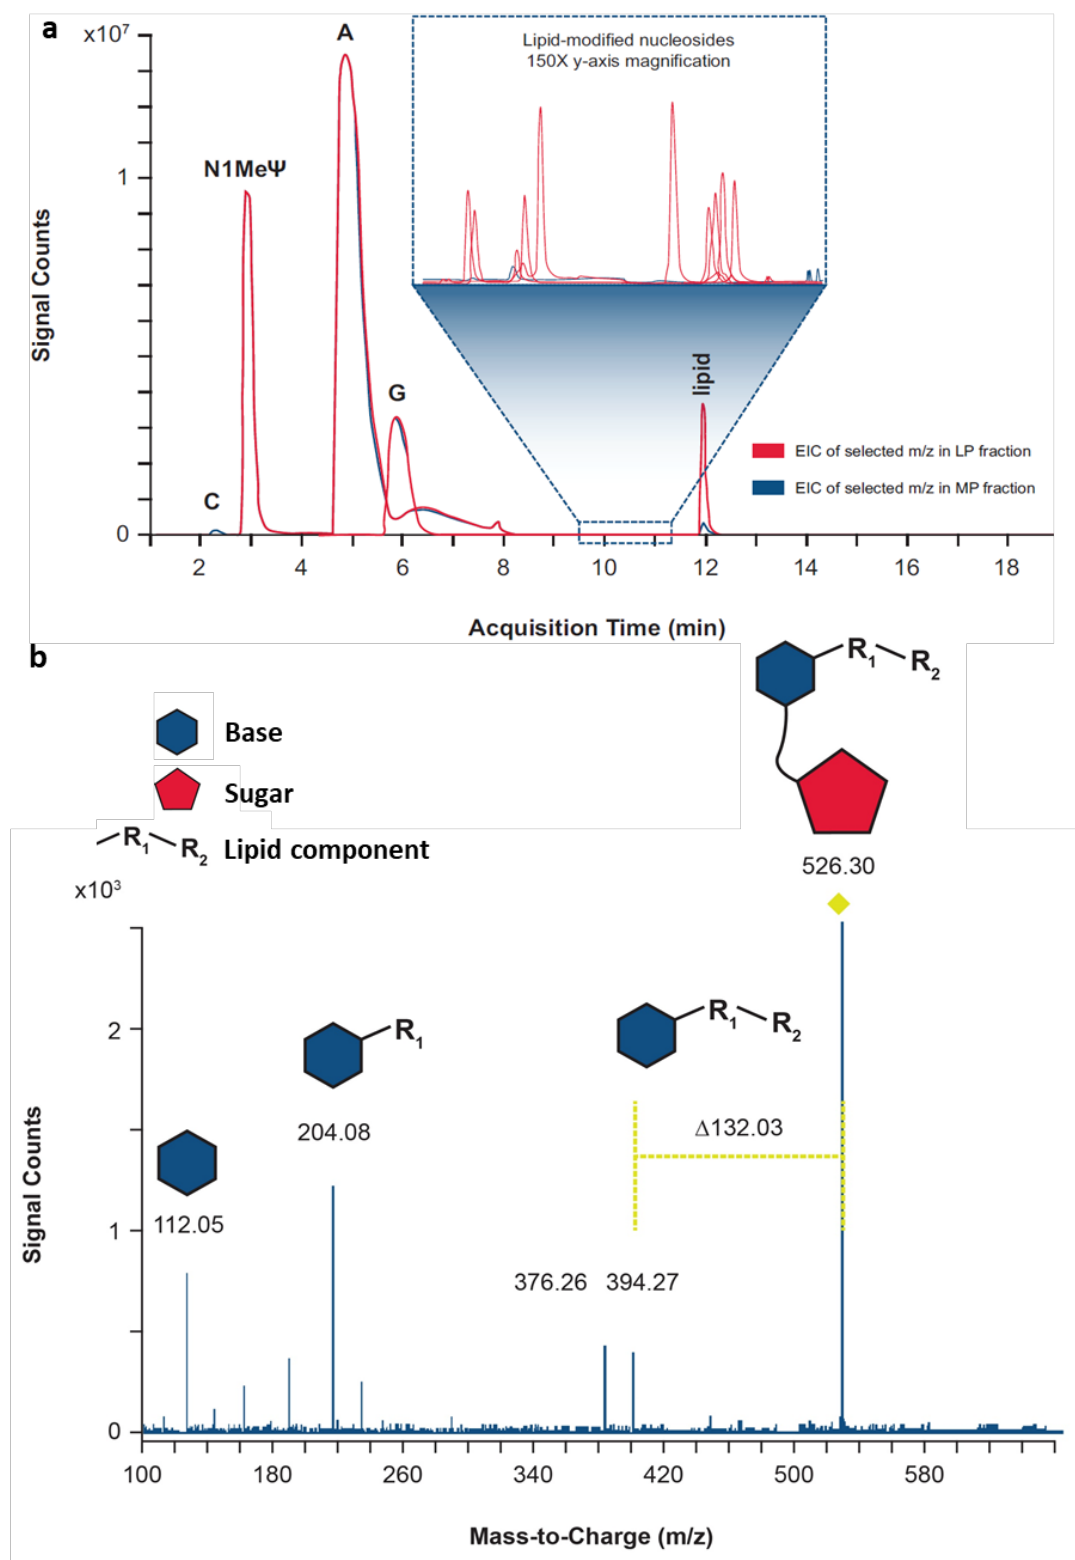 a
x10⁷
A
Lipid-modified nucleosides
150X y-axis magnification
N1MeΨ
1
Signal Counts
G
lipid
EIC of selected m/z in LP fraction
EIC of selected m/z in MP fraction
C
0
2 4 6 8 10 12 14 16 18
Acquisition Time (min)
b
R₁ R₂
Base
Sugar
R₁ R₂ Lipid component
526.30
x10³
2
R₁
R₁ R₂
204.08
Δ132.03
Signal Counts
112.05
1
376.26 394.27
0
100 180 260 340 420 500 580
Mass-to-Charge (m/z)